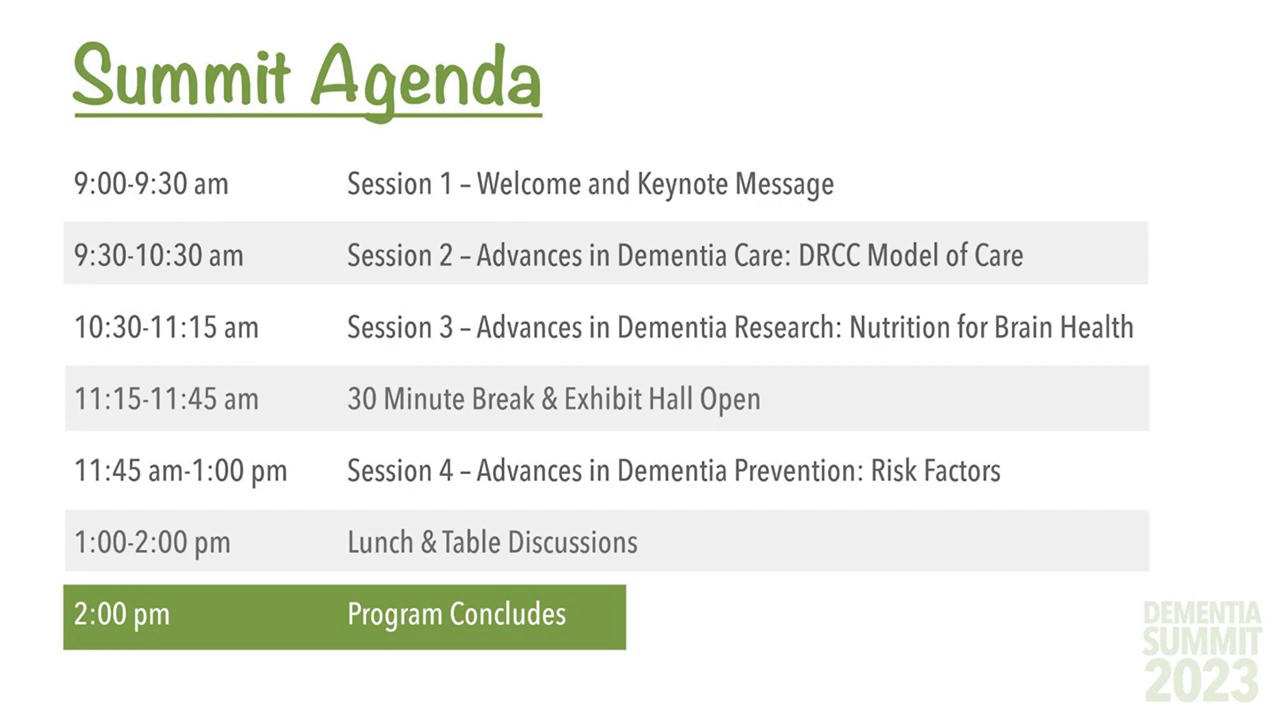 Summit Agenda
9:00-9:30 am Session 1 – Welcome and Keynote Message
9:30-10:30 am Session 2 – Advances in Dementia Care: DRCC Model of Care
10:30-11:15 am Session 3 – Advances in Dementia Research: Nutrition for Brain Health
11:15-11:45 am 30 Minute Break & Exhibit Hall Open
11:45 am-1:00 pm Session 4 – Advances in Dementia Prevention: Risk Factors
1:00-2:00 pm Lunch & Table Discussions
2:00 pm Program Concludes
DEMENTIA
SUMMIT
2023